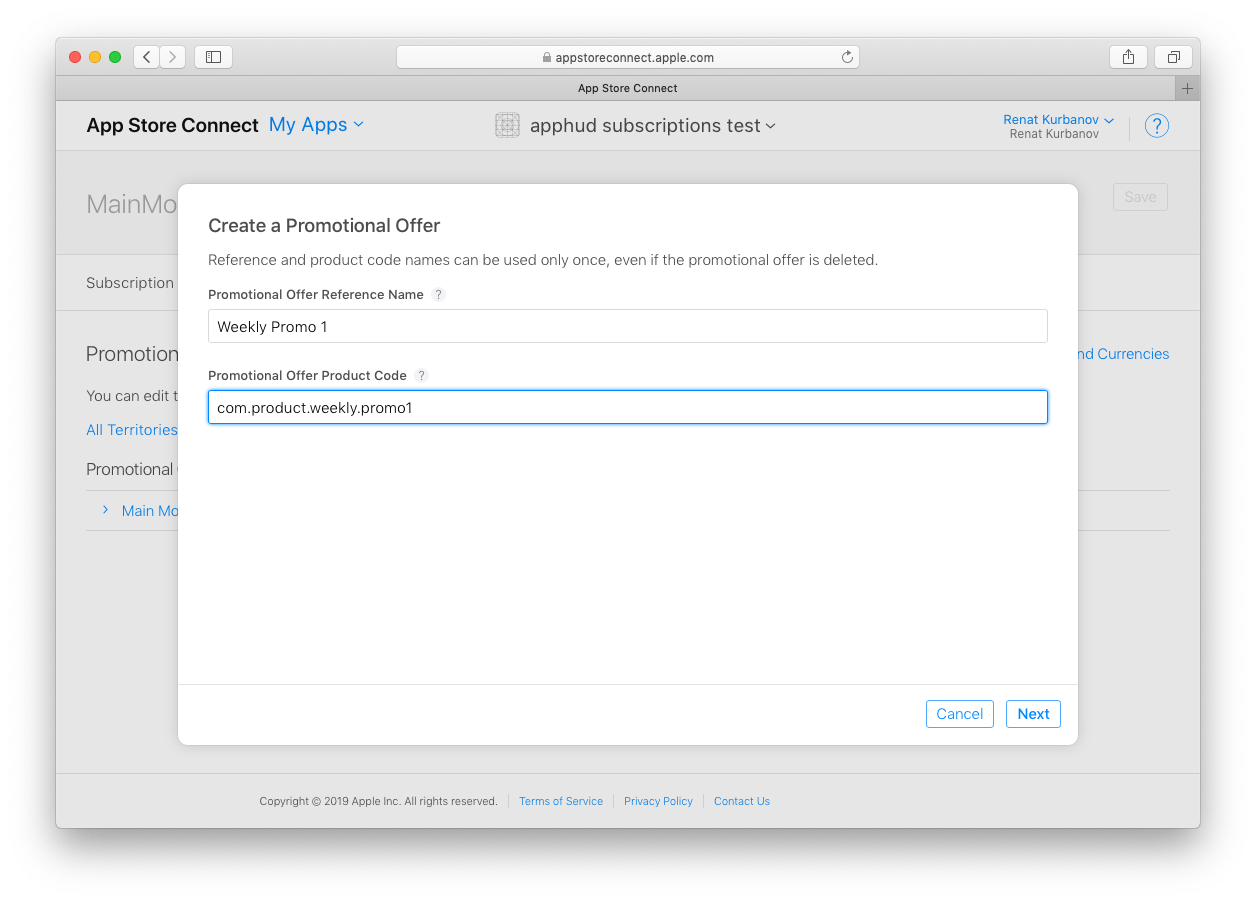 appstoreconnect.apple.com
App Store Connect
App Store Connect My Apps apphud subscriptions test Renat Kurbanov
Renat Kurbanov
?
MainMo
Save
Create a Promotional Offer
Reference and product code names can be used only once, even if the promotional offer is deleted.
Subscription
Promotional Offer Reference Name ?
Weekly Promo 1
Promotion
nd Currencies
Promotional Offer Product Code ?
You can edit t
com.product.weekly.promo1
All Territories
Promotional
Main Mo
Cancel Next
Copyright © 2019 Apple Inc. All rights reserved. Terms of Service Privacy Policy Contact Us